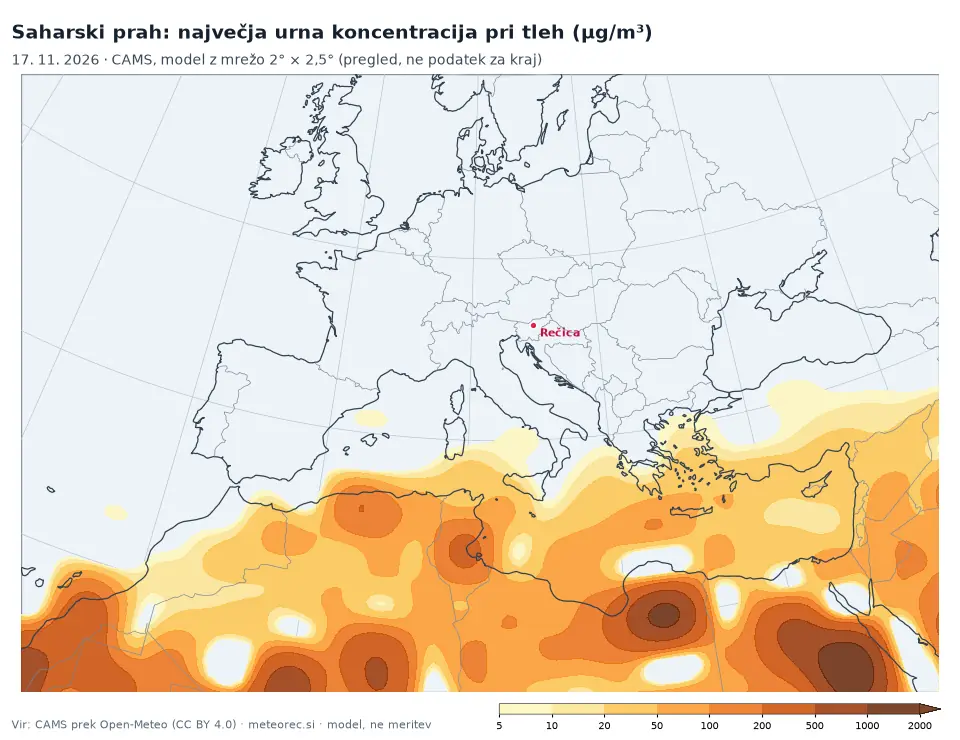 Saharski prah: največja urna koncentracija pri tleh (µg/m³)
17. 11. 2026 · CAMS, model z mrežo 2° × 2,5° (pregled, ne podatek za kraj)
Rečica
Vir: CAMS prek Open-Meteo (CC BY 4.0) · meteorec.si · model, ne meritev
5 10 20 50 100 200 500 1000 2000